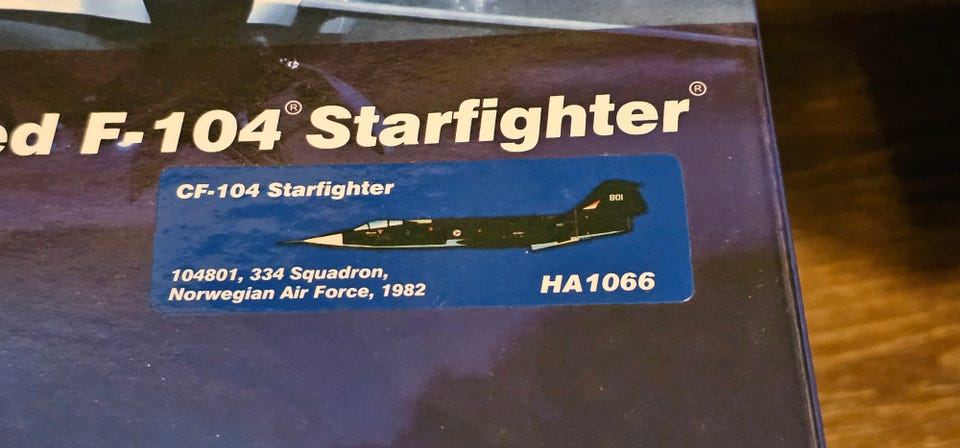 ed F-104® Starfighter®
CF-104 Starfighter
801
104801, 334 Squadron,
Norwegian Air Force, 1982
HA1066